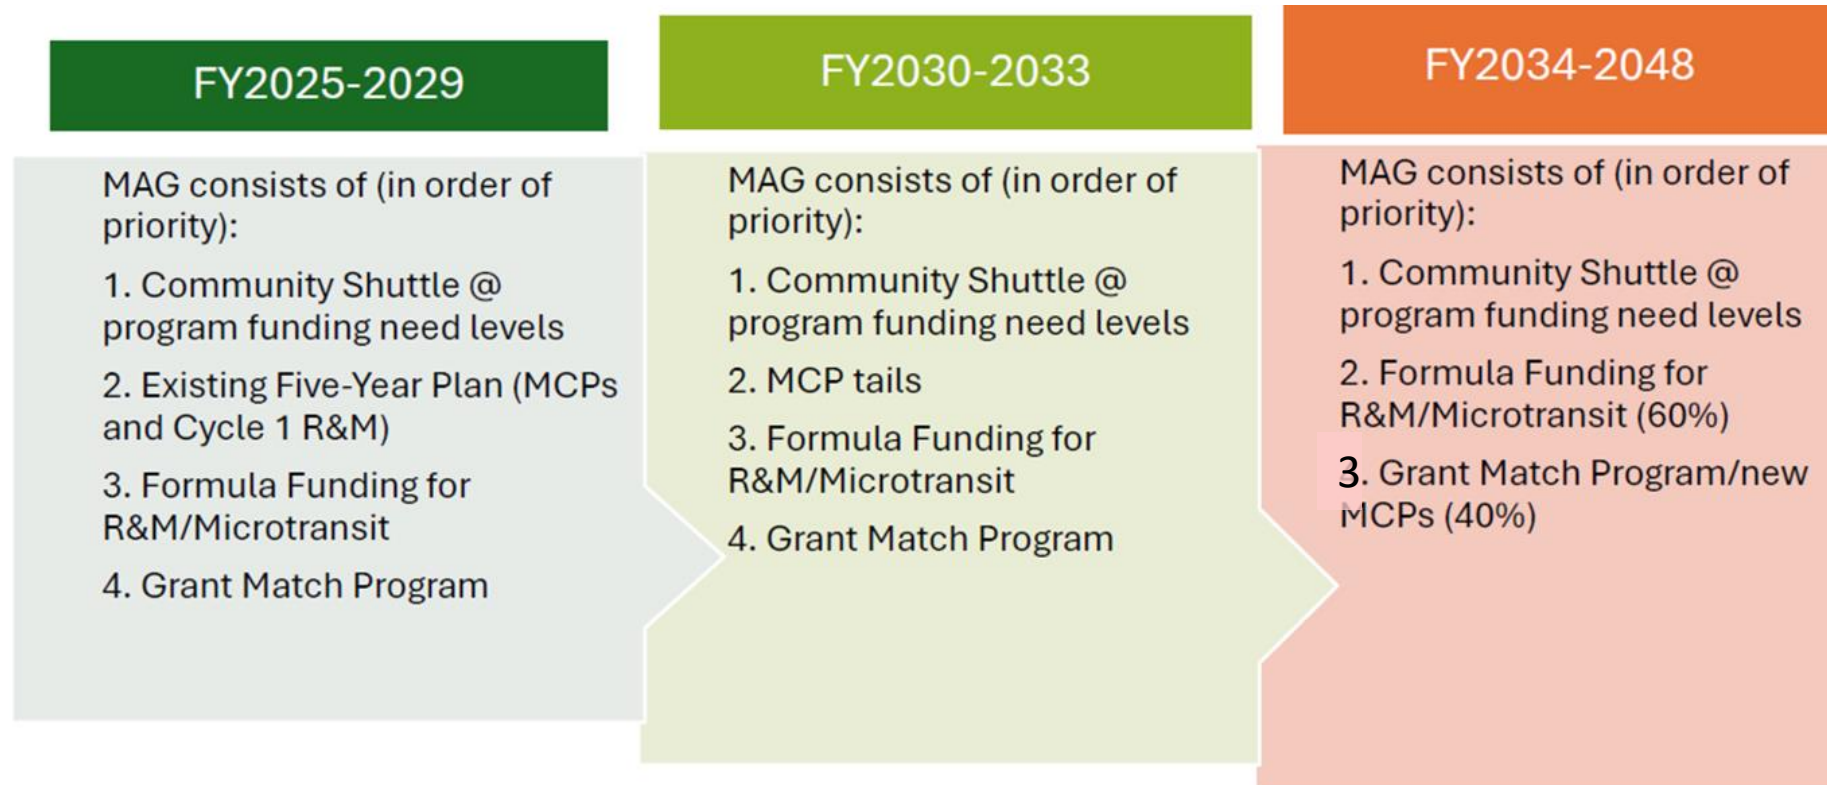 FY2025-2029
MAG consists of (in order of
priority):
1. Community Shuttle @
program funding need levels
2. Existing Five-Year Plan (MCPs
and Cycle 1 R&M)
3. Formula Funding for
R&M/Microtransit
4. Grant Match Program
FY2030-2033
MAG consists of (in order of
priority):
1. Community Shuttle @
program funding need levels
2. MCP tails
3. Formula Funding for
R&M/Microtransit
4. Grant Match Program
FY2034-2048
MAG consists of (in order of
priority):
1. Community Shuttle @
program funding need levels
2. Formula Funding for
R&M/Microtransit (60%)
3. Grant Match Program/new
MCPs (40%)